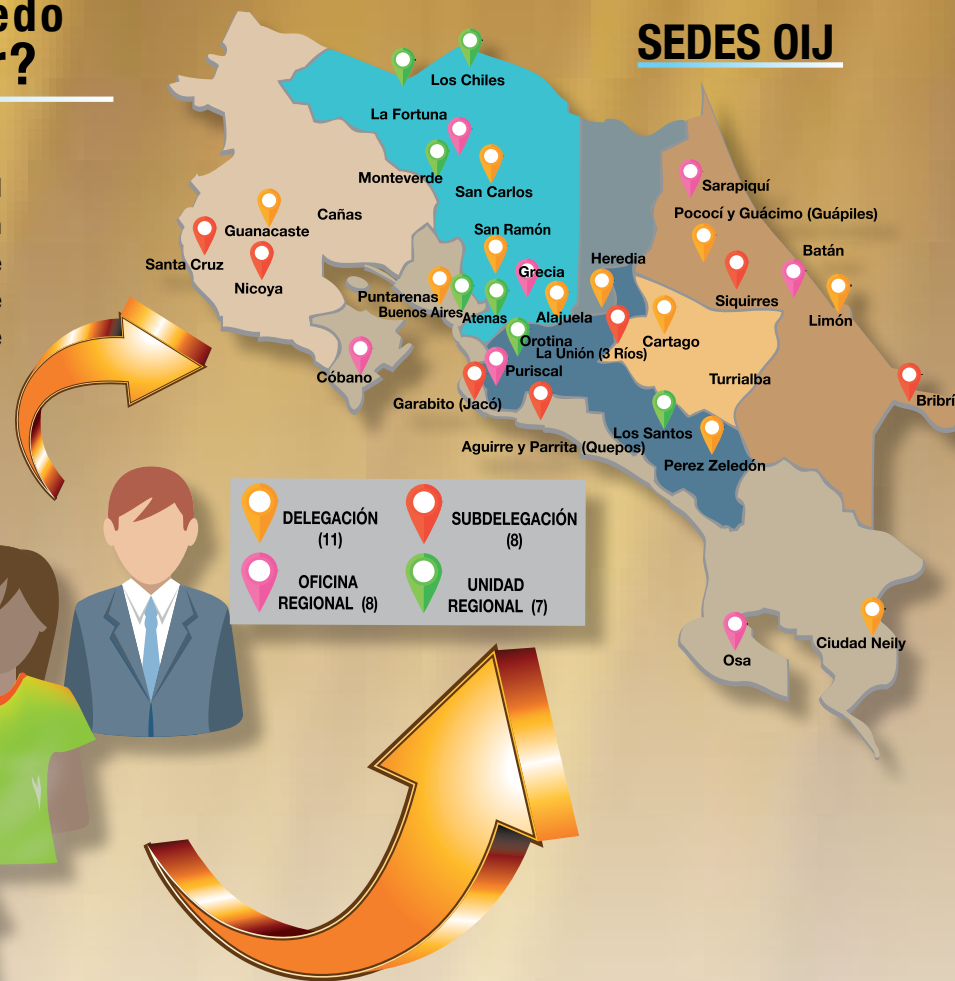 edo
r?
SEDES OIJ
Los Chiles
La Fortuna
Monteverde
San Carlos
Sarapiquí
Cañas
Guanacaste
Pococí y Guácimo (Guápiles)
San Ramón
Santa Cruz
Batán
Heredia
Grecia
Nicoya
Puntarenas
Siquirres
Buenos Aires
Atenas
Alajuela
Limón
Orotina
Cartago
La Unión (3 Ríos)
Cóbano
Puriscal
Turrialba
Garabito (Jacó)
Bribrí
Los Santos
Aguirre y Parrita (Quepos)
Perez Zeledón
DELEGACIÓN
(11)
SUBDELEGACIÓN
(8)
OFICINA
REGIONAL (8)
UNIDAD
REGIONAL (7)
Osa
Ciudad Neily